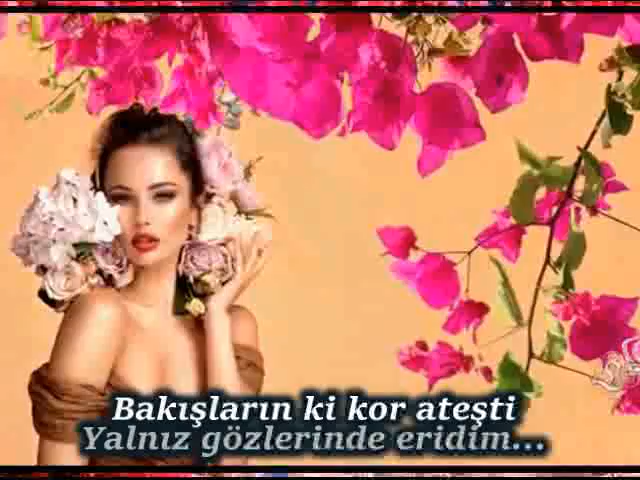 Bakışların ki kor ateşti
Yalnız gözlerinde eridim...